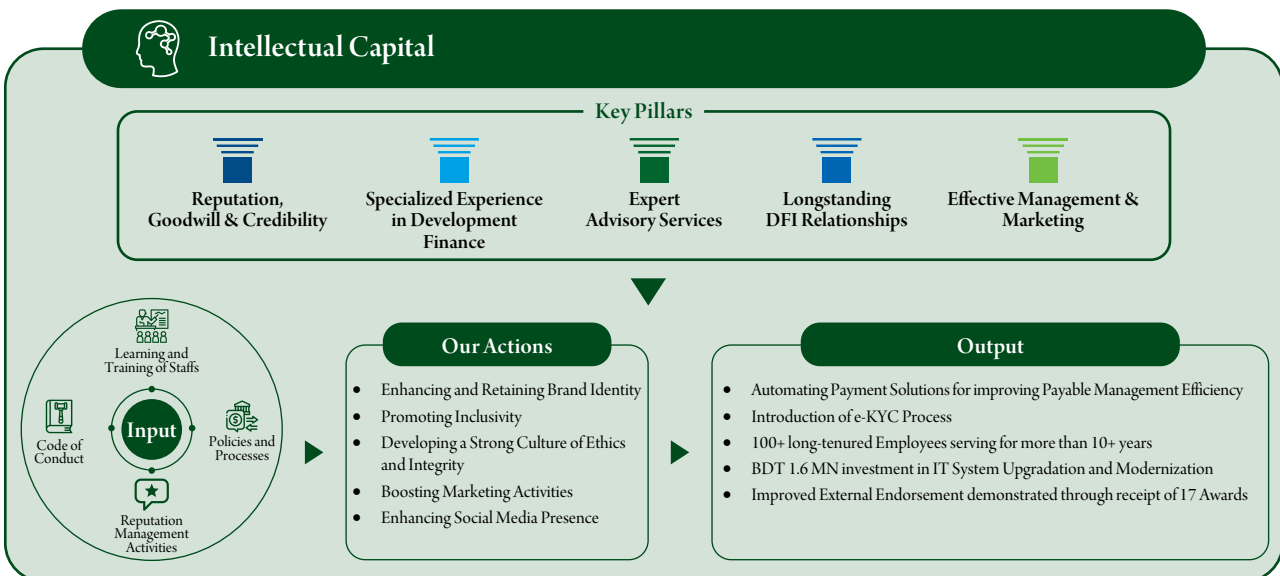 Intellectual Capital
Key Pillars
Reputation,
Goodwill & Credibility
Specialized Experience
in Development
Finance
Expert
Advisory Services
Longstanding
DFI Relationships
Effective Management &
Marketing
Learning and
Training of Staffs
Code of
Conduct
Input
Policies and
Processes
Reputation
Management
Activities
Our Actions
• Enhancing and Retaining Brand Identity
• Promoting Inclusivity
• Developing a Strong Culture of Ethics
and Integrity
• Boosting Marketing Activities
• Enhancing Social Media Presence
Output
• Automating Payment Solutions for improving Payable Management Efficiency
• Introduction of e-KYC Process
• 100+ long-tenured Employees serving for more than 10+ years
• BDT 1.6 MN investment in IT System Upgradation and Modernization
• Improved External Endorsement demonstrated through receipt of 17 Awards